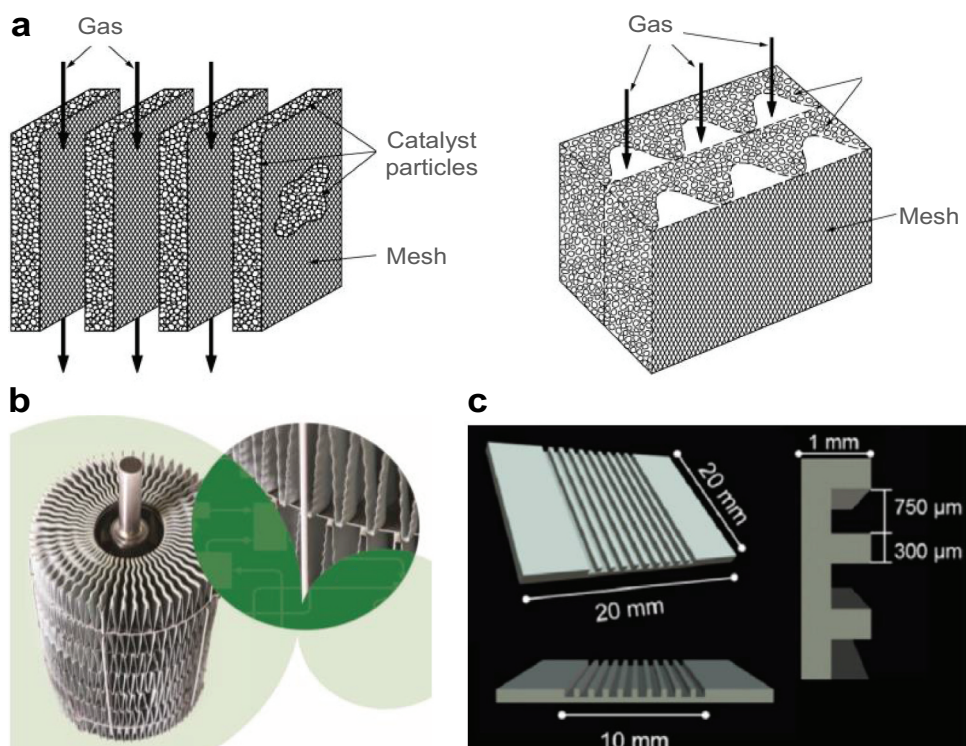 a
Gas
Gas
Catalyst
particles
Mesh
Mesh
b
c
1 mm
20 mm
750 μm
300 μm
20 mm
10 mm